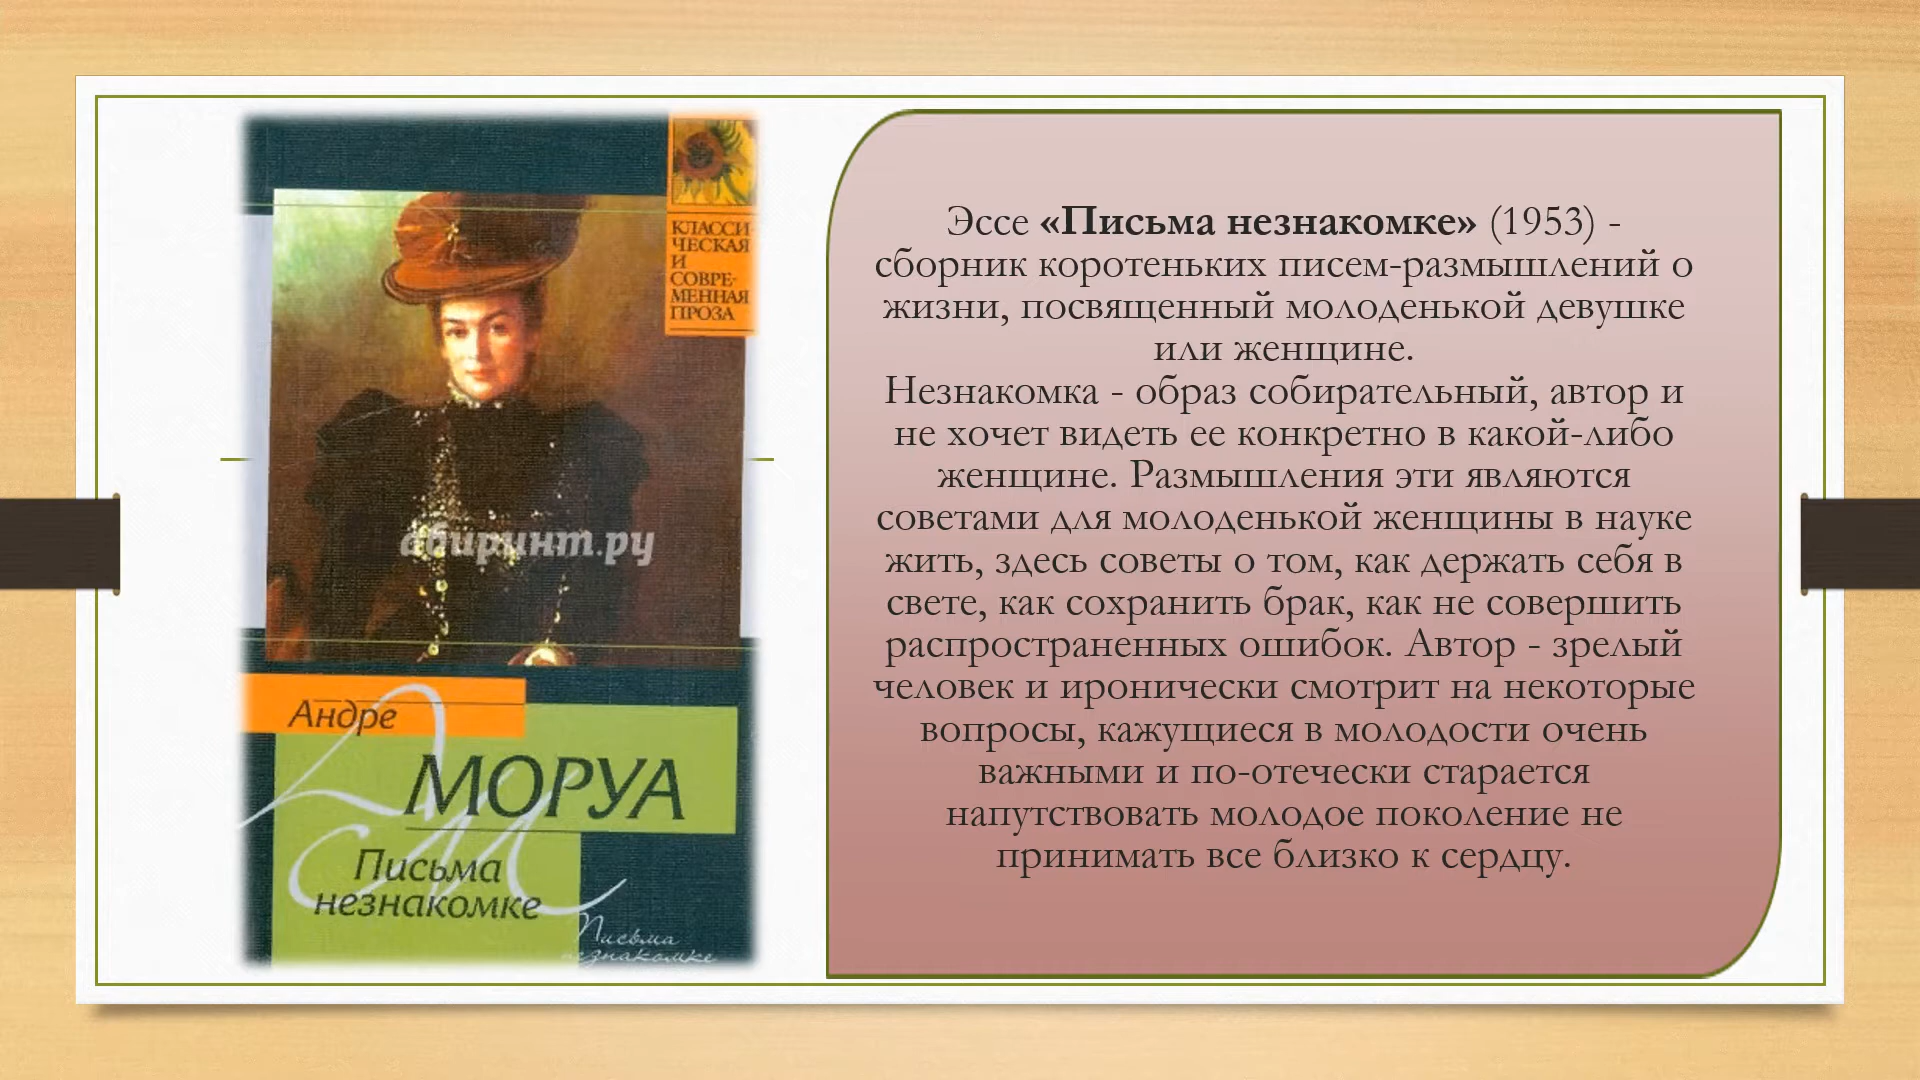 КЛАССИ-
ЧЕСКАЯ
И
СОВРЕ-
МЕННАЯ
ПРОЗА
абиринт.ру
Андре
МОРУА
Письма
незнакомке
Письма
незнакомке
Эссе «Письма незнакомке» (1953) -
сборник коротеньких писем-размышлений о
жизни, посвященный молоденькой девушке
или женщине.
Незнакомка - образ собирательный, автор и
не хочет видеть ее конкретно в какой-либо
женщине. Размышления эти являются
советами для молоденькой женщины в науке
жить, здесь советы о том, как держать себя в
свете, как сохранить брак, как не совершить
распространенных ошибок. Автор - зрелый
человек и иронически смотрит на некоторые
вопросы, кажущиеся в молодости очень
важными и по-отечески старается
напутствовать молодое поколение не
принимать все близко к сердцу.